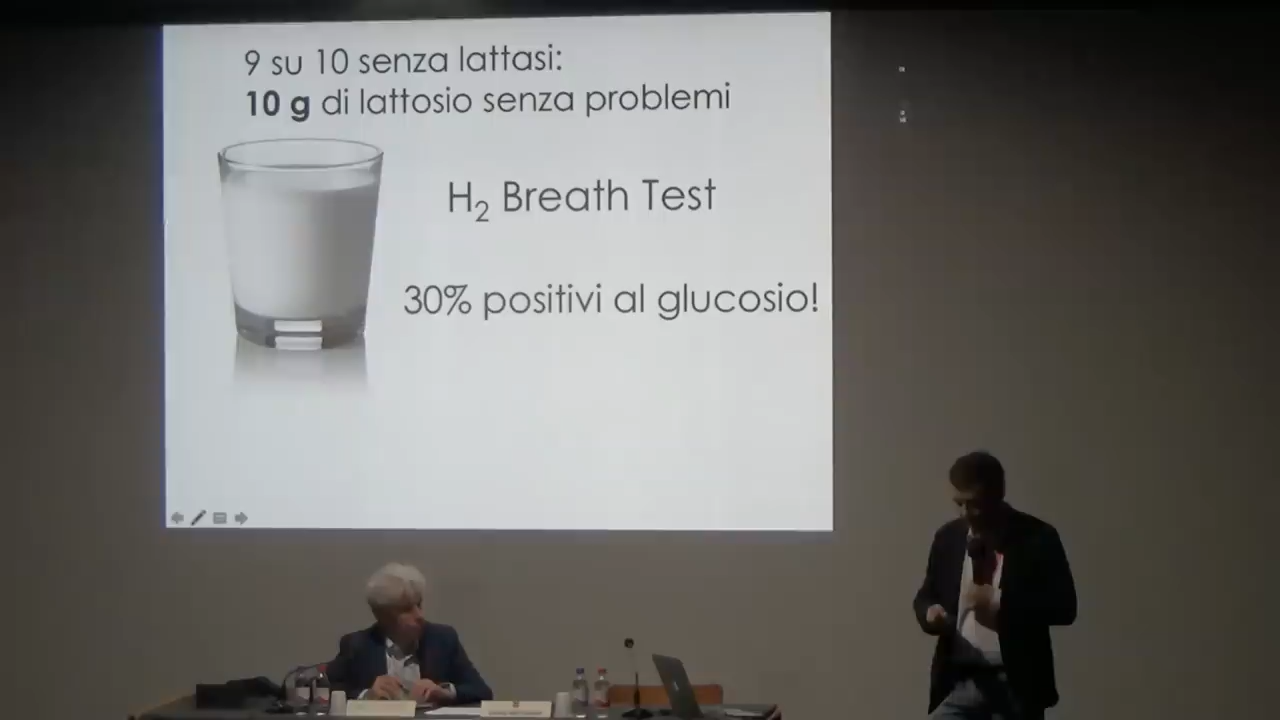 9 su 10 senza lattasi:
10 g di lattosio senza problemi
H₂ Breath Test
30% positivi al glucosio!